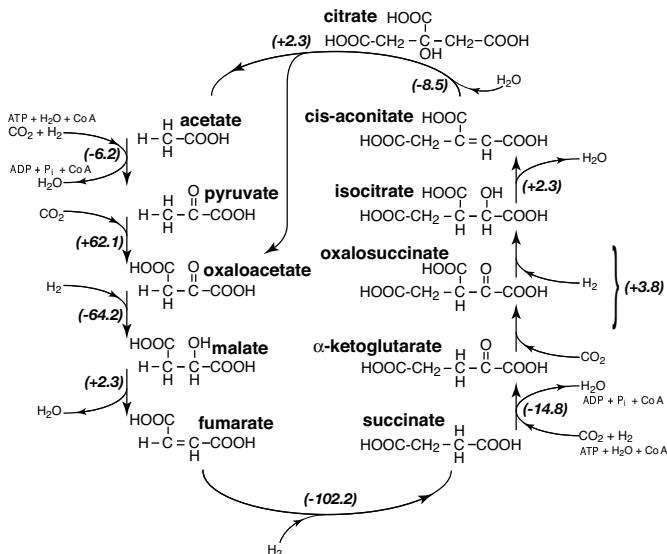 citrate
HOOC
(+2.3)
HOOC-CH2-C-CH2-COOH
OH
(-8.5)
H2O
ATP + H2O + CoA
CO2 + H2
acetate
H
H-C-COOH
H
(-6.2)
ADP + Pi + CoA
H2O
cis-aconitate
HOOC
HOOC-CH2-C=C-COOH
H
H2O
(+2.3)
pyruvate
H O
H-C-C-COOH
H
CO2
(+62.1)
isocitrate
HOOC OH
HOOC-CH2-C-C-COOH
H H
oxaloacetate
HOOC O
H-C-C-COOH
H
oxalosuccinate
HOOC O
HOOC-CH2-C-C-COOH
H
H2
(+3.8)
H2
(-64.2)
malate
HOOC OH
H-C-C-COOH
H H
α-ketoglutarate
H O
HOOC-CH2-C-C-COOH
H
CO2
(+2.3)
H2O
H2O
ADP + Pi + CoA
(-14.8)
CO2 + H2
ATP + H2O + CoA
fumarate
HOOC
H-C=C-COOH
H
succinate
H
HOOC-CH2-C-COOH
H
(-102.2)
H2